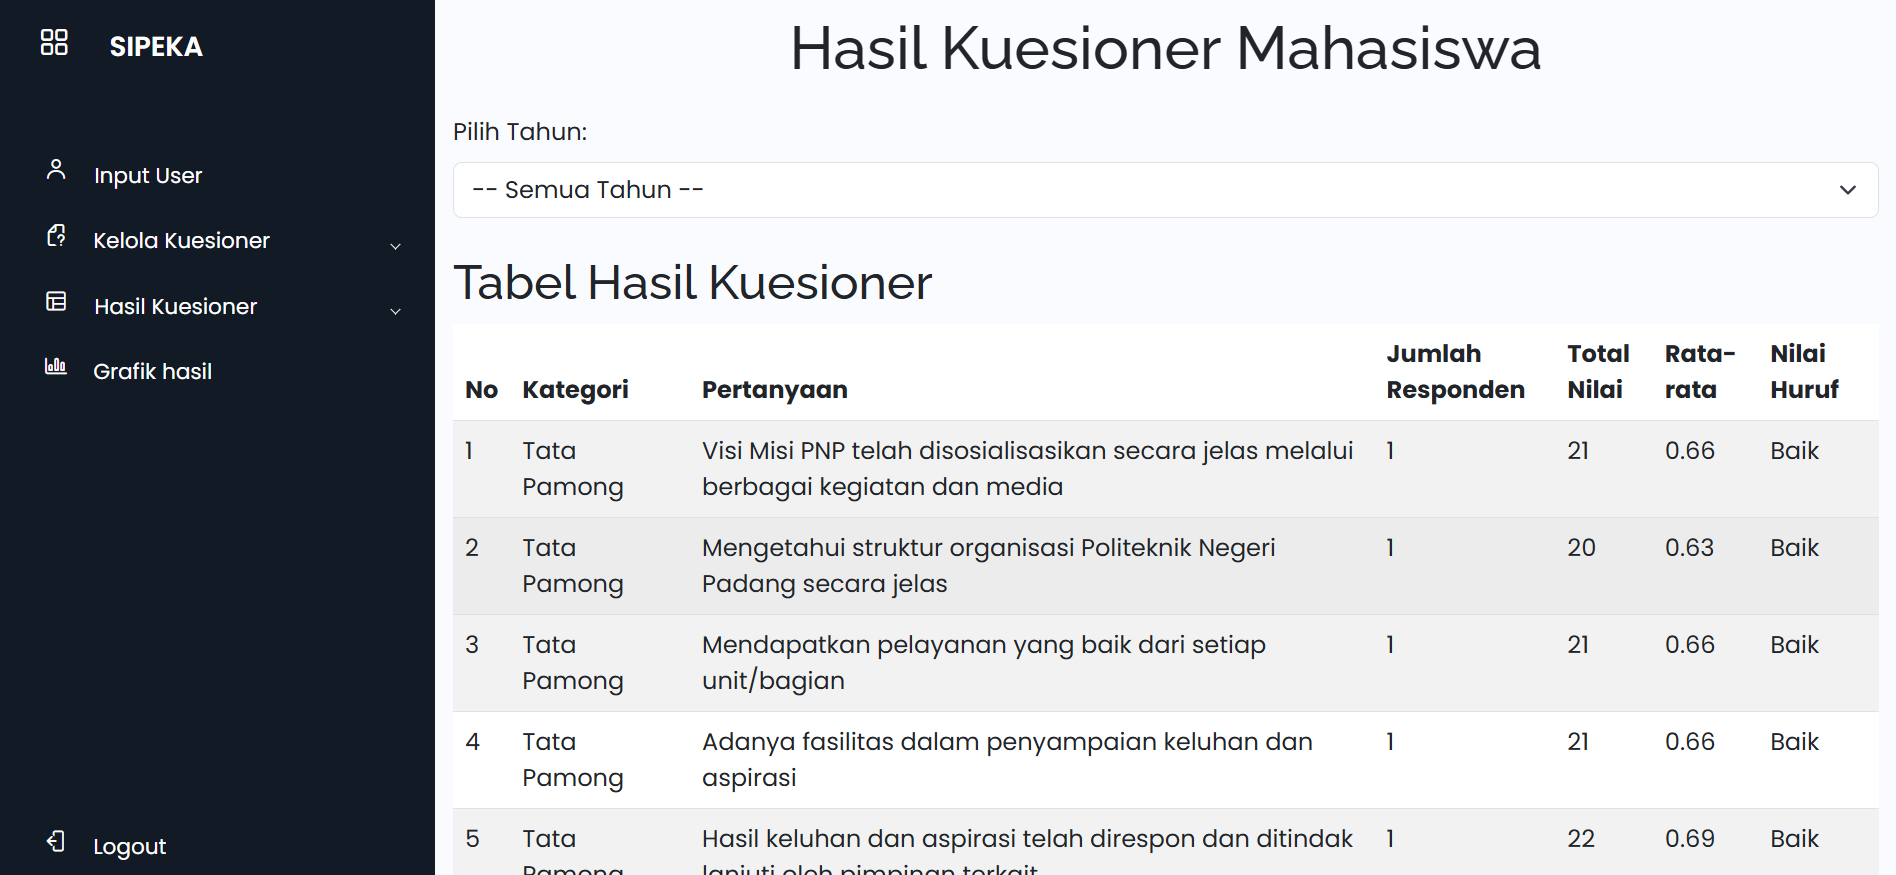 SIPEKA
Input User
Kelola Kuesioner
Hasil Kuesioner
Grafik hasil
Logout
Hasil Kuesioner Mahasiswa
Pilih Tahun:
-- Semua Tahun --
Tabel Hasil Kuesioner
No Kategori Pertanyaan Jumlah Responden Total Nilai Rata-rata Nilai Huruf
1 Tata Pamong Visi Misi PNP telah disosialisasikan secara jelas melalui berbagai kegiatan dan media 1 21 0.66 Baik
2 Tata Pamong Mengetahui struktur organisasi Politeknik Negeri Padang secara jelas 1 20 0.63 Baik
3 Tata Pamong Mendapatkan pelayanan yang baik dari setiap unit/bagian 1 21 0.66 Baik
4 Tata Pamong Adanya fasilitas dalam penyampaian keluhan dan aspirasi 1 21 0.66 Baik
5 Tata Pamong Hasil keluhan dan aspirasi telah direspon dan ditindak lanjuti oleh pimpinan terkait 1 22 0.69 Baik